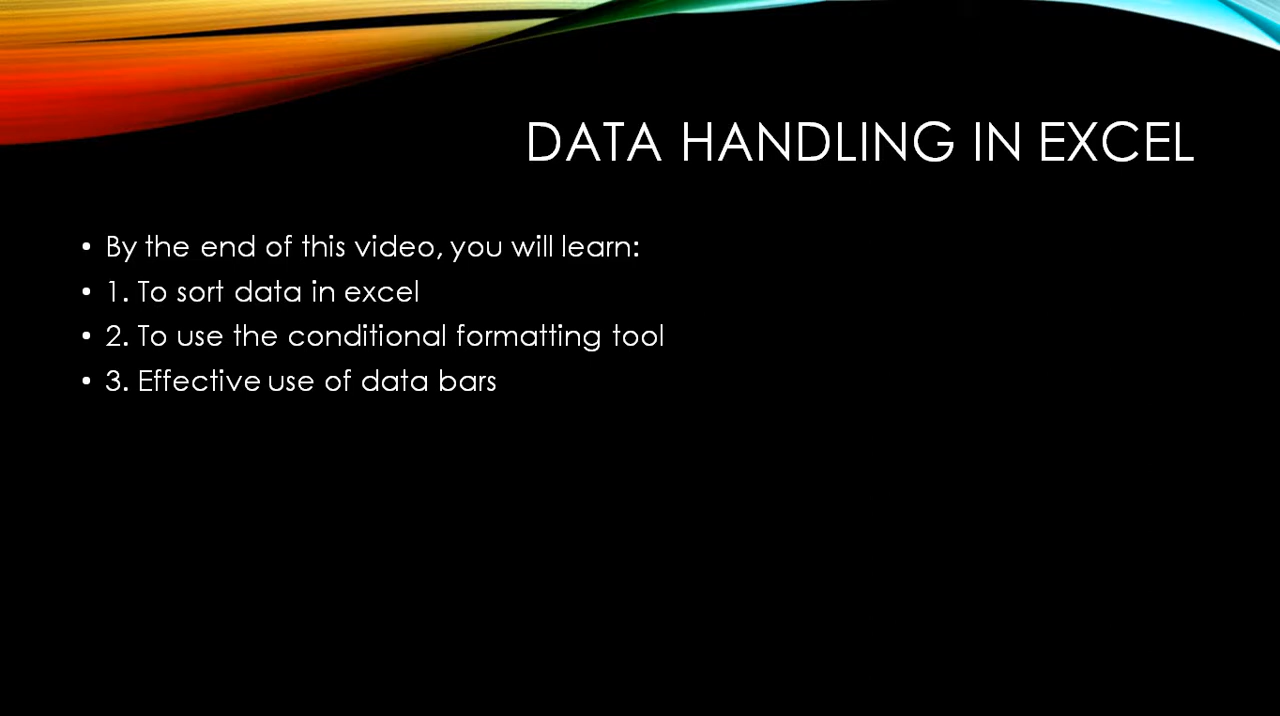 DATA HANDLING IN EXCEL
• By the end of this video, you will learn:
• 1. To sort data in excel
• 2. To use the conditional formatting tool
• 3. Effective use of data bars